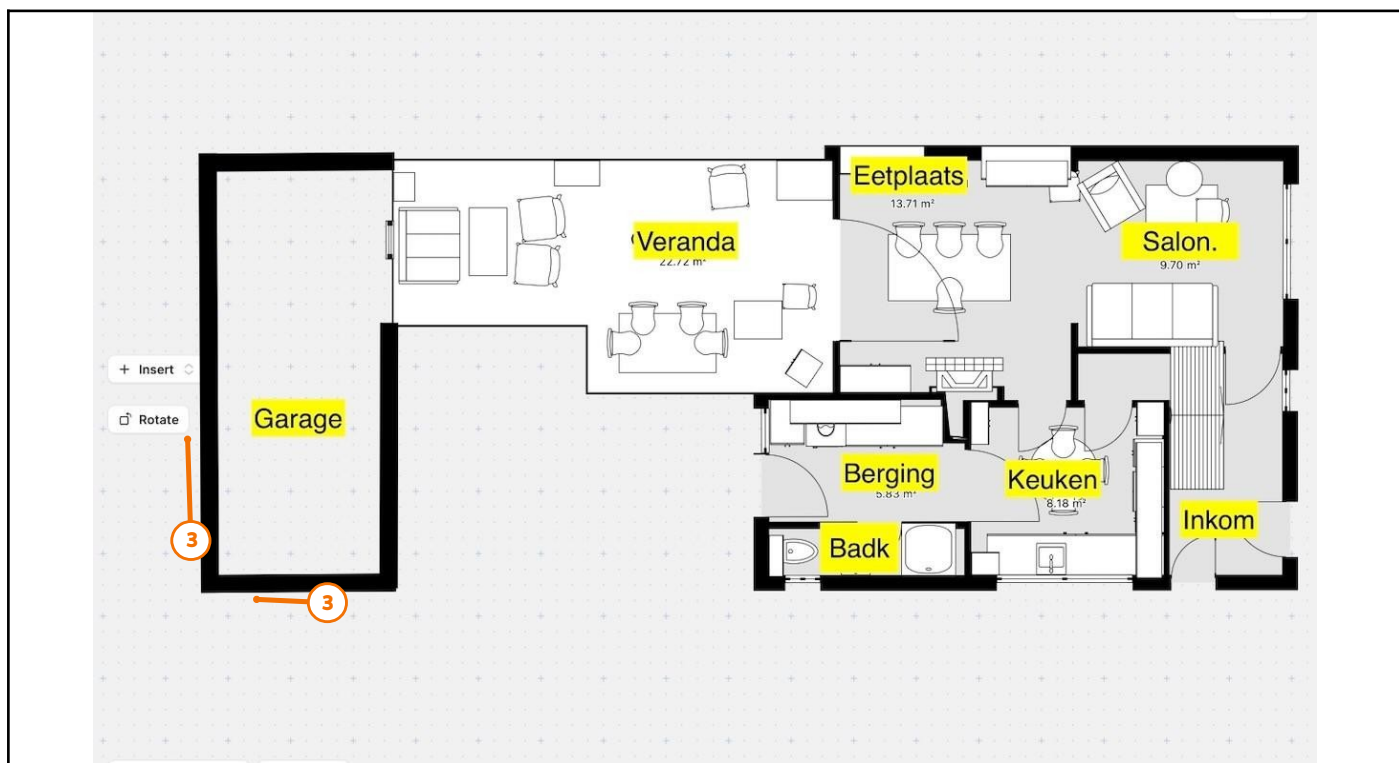 Eetplaats
13.71 m²
Veranda
22.72 m²
Salon.
9.70 m²
+ Insert
Rotate
Garage
Berging
5.83 m²
Keuken
8.18 m²
Inkom
Badk
3
3